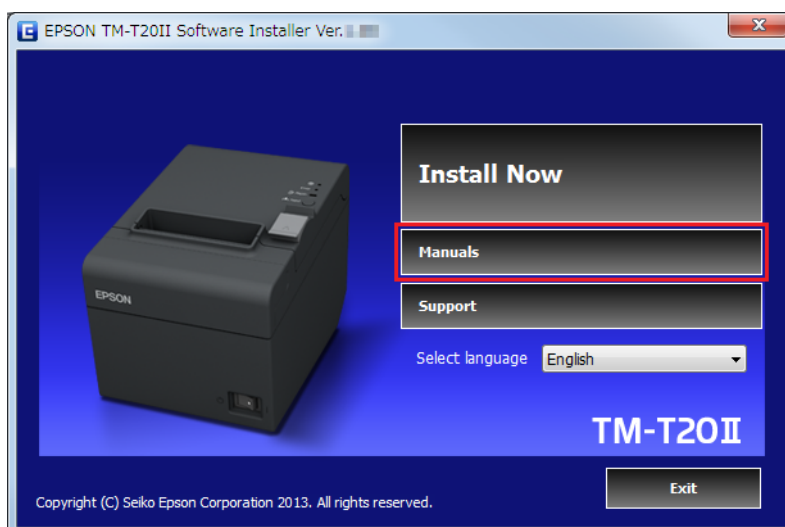 EPSON TM-T20II Software Installer Ver.
Install Now
Manuals
EPSON
Support
Select language English
TM-T20II
Exit
Copyright (C) Seiko Epson Corporation 2013. All rights reserved.